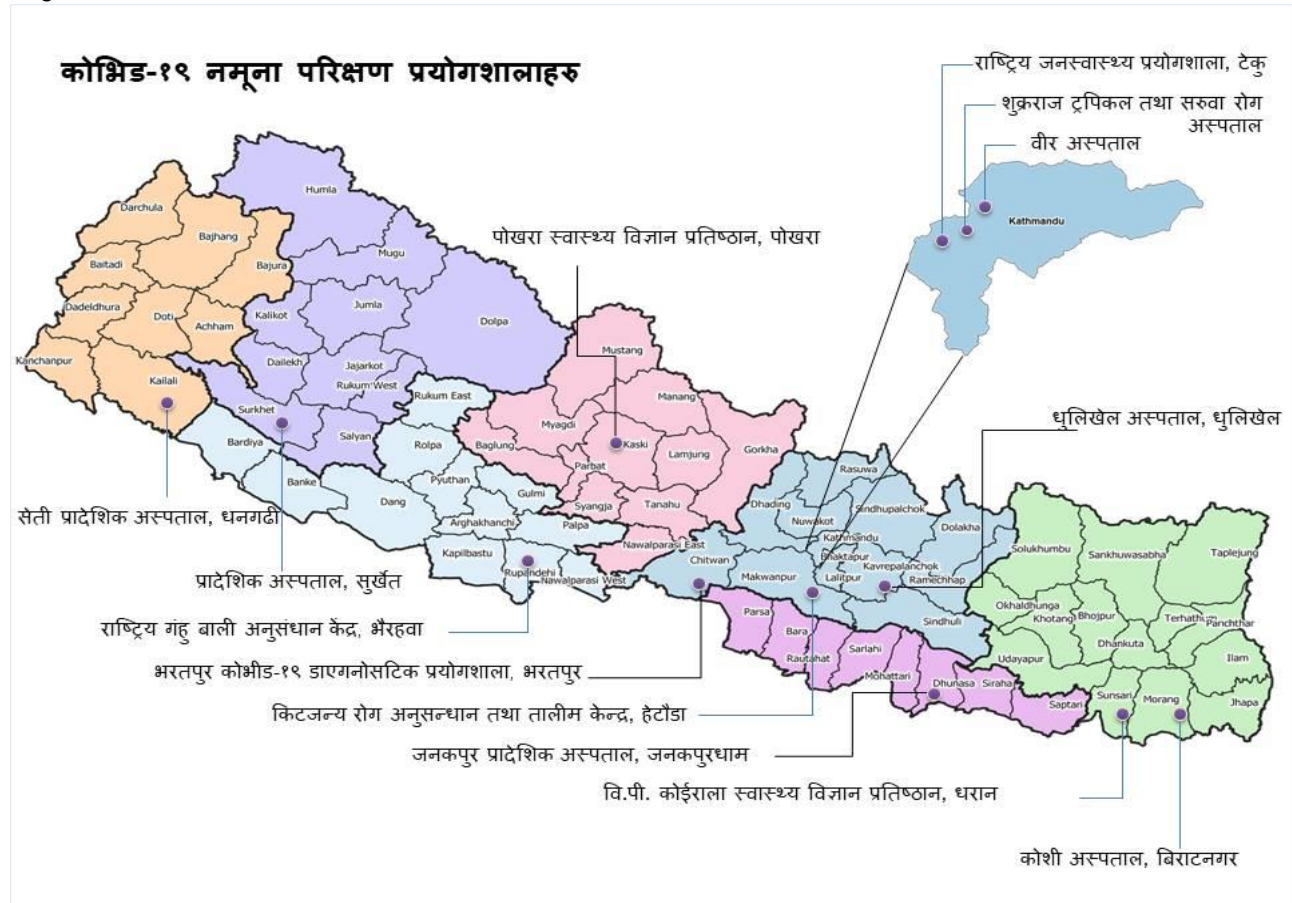 कोभिड-१९ नमूना परिक्षण प्रयोगशालाहरु
राष्ट्रिय जनस्वास्थ्य प्रयोगशाला, टेकु
शुक्रराज ट्रपिकल तथा सरुवा रोग
अस्पताल
वीर अस्पताल
Kathmandu
पोखरा स्वास्थ्य विज्ञान प्रतिष्ठान, पोखरा
धुलिखेल अस्पताल, धुलिखेल
Humla
Darchula
Bajhang
Mugu
Baitadi
Bajura
Dadeldhura
Doti
Achham
Kalikot
Jumla
Dolpa
Kanchanpur
Kailali
Dailekh
Jajarkot
Rukum West
Surkhet
Salyan
Rukum East
Mustang
Manang
Myagdi
Baglung
Kaski
Lamjung
Gorkha
Parbat
Syangja
Tanahu
Nawalparasi East
Bardiya
Banke
Dang
Rolpa
Pyuthan
Gulmi
Arghakhanchi
Palpa
Kapilbastu
Rupandehi
Nawalparasi West
Rasuwa
Dhading
Nuwakot
Sindhupalchok
Dolakha
Kathmandu
Bhaktapur
Kavrepalanchok
Chitwan
Makwanpur
Lalitpur
Ramechhap
Sindhuli
Parsa
Bara
Rautahat
Sarlahi
Mohattari
Dhunasa
Siraha
Saptari
Solukhumbu
Sankhuwasabha
Taplejung
Okhaldhunga
Khotang
Bhojpur
Terhathum
Panchthar
Dhankuta
Udayapur
Ilam
Sunsari
Morang
Jhapa
सेती प्रादेशिक अस्पताल, धनगढी
प्रादेशिक अस्पताल, सुर्खेत
राष्ट्रिय गंहु बाली अनुसंधान केंद्र, भैरहवा
भरतपुर कोभीड-१९ डाएगनोसटिक प्रयोगशाला, भरतपुर
किटजन्य रोग अनुसन्धान तथा तालीम केन्द्र, हेटौडा
जनकपुर प्रादेशिक अस्पताल, जनकपुरधाम
वि.पी. कोईराला स्वास्थ्य विज्ञान प्रतिष्ठान, धरान
कोशी अस्पताल, बिराटनगर